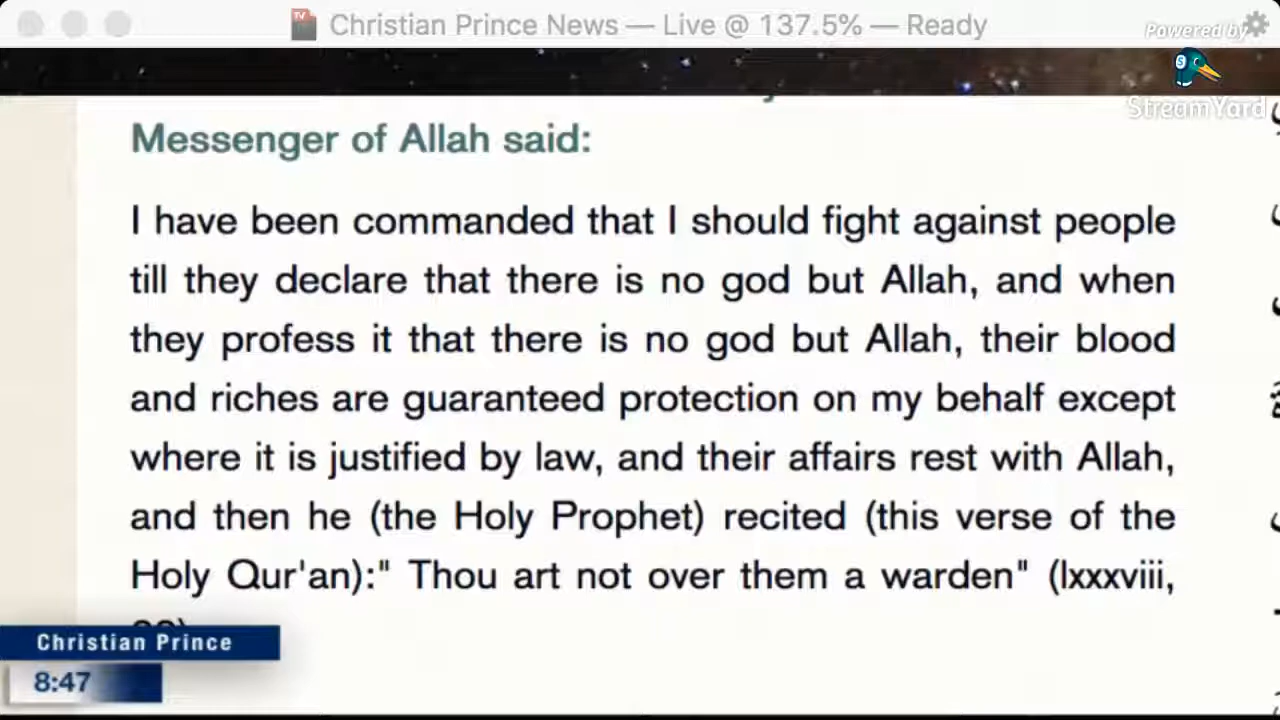 Christian Prince News — Live @ 137.5% — Ready
Powered by
StreamYard
Messenger of Allah said:
I have been commanded that I should fight against people
till they declare that there is no god but Allah, and when
they profess it that there is no god but Allah, their blood
and riches are guaranteed protection on my behalf except
where it is justified by law, and their affairs rest with Allah,
and then he (the Holy Prophet) recited (this verse of the
Holy Qur'an):" Thou art not over them a warden" (lxxxviii,
Christian Prince
8:47